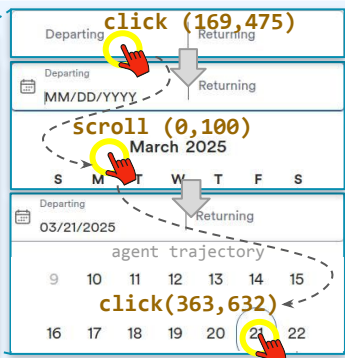 click (169,475)
Departing Returning
Departing
MM/DD/YYYY Returning
scroll (0,100)
March 2025
S M T W T F S
Departing
03/21/2025 Returning
agent trajectory
9 10 11 12 13 14 15
click(363,632)
16 17 18 19 20 21 22